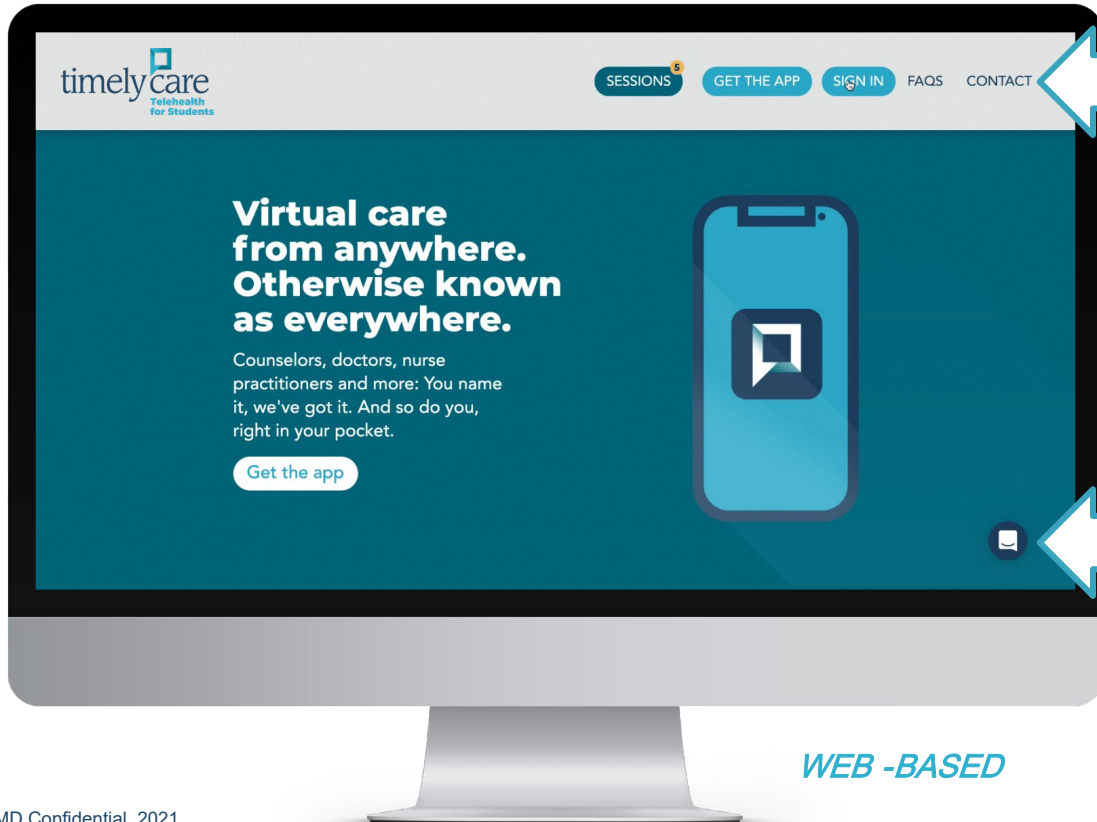 timely care
Telehealth
for Students
SESSIONS
5
GET THE APP
SIGN IN
FAQS
CONTACT
Virtual care
from anywhere.
Otherwise known
as everywhere.
Counselors, doctors, nurse
practitioners and more: You name
it, we've got it. And so do you,
right in your pocket.
Get the app
WEB -BASED
MD Confidential, 2021